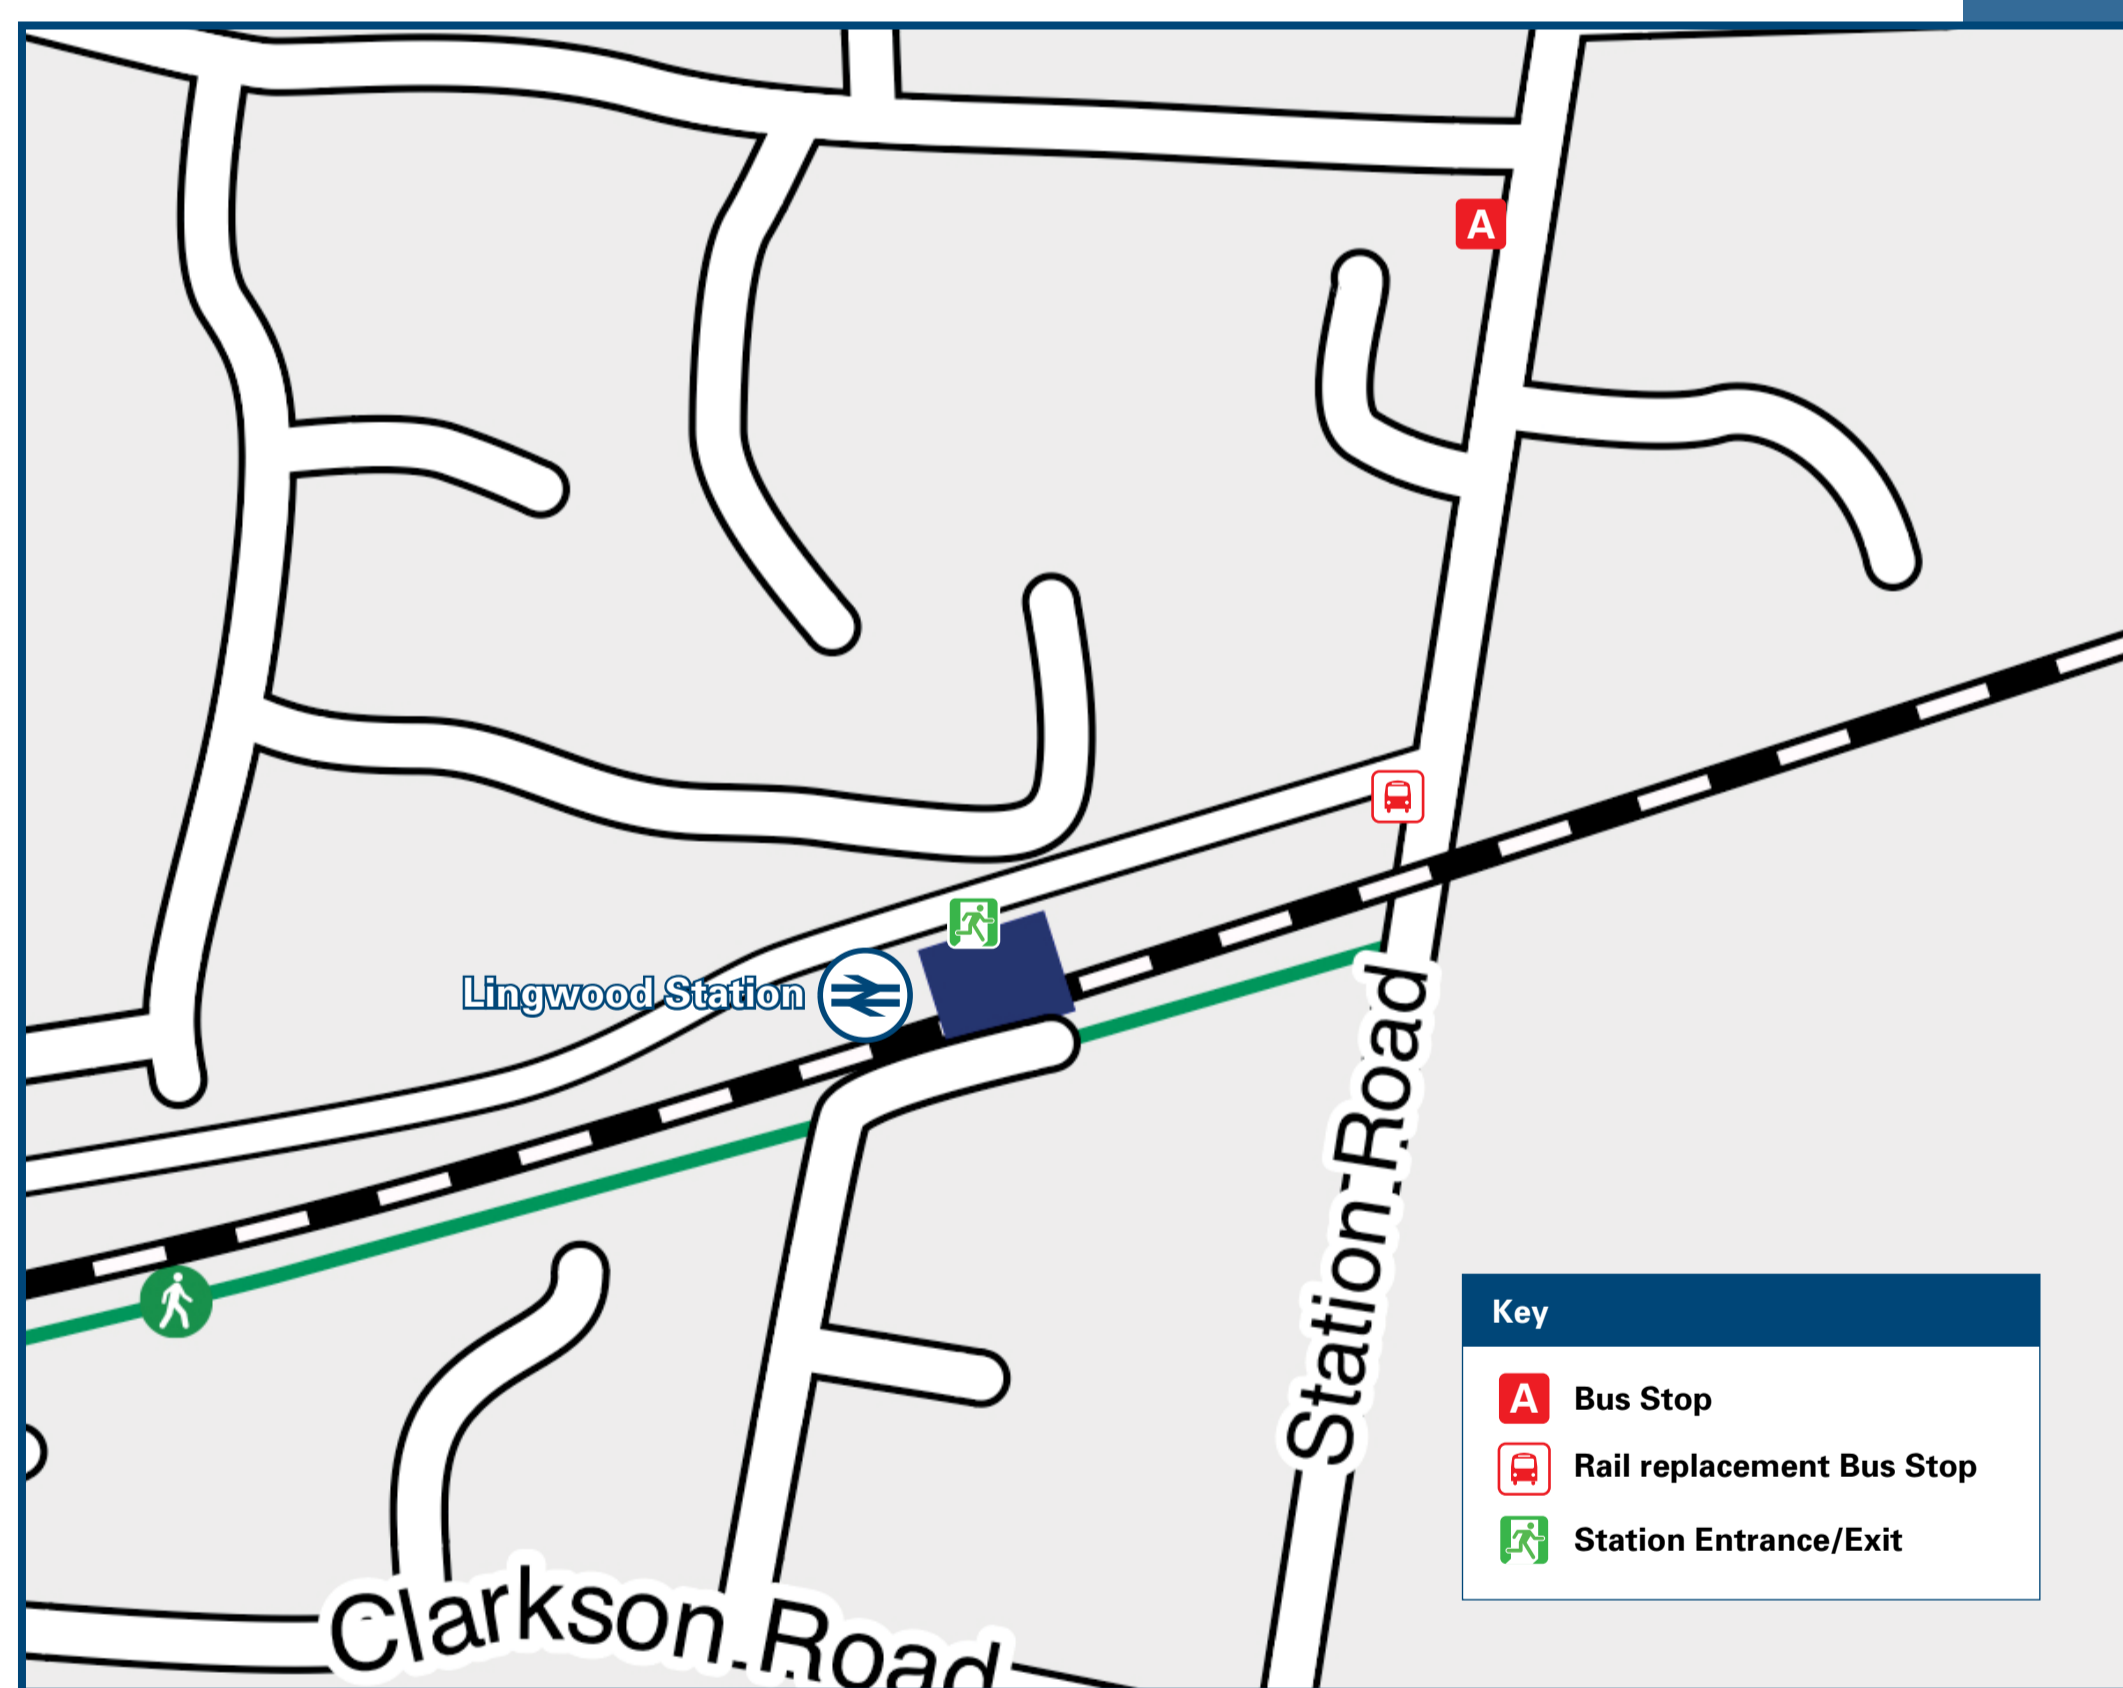 A
Lingwood Station
Station Road
Clarkson Road
Key
A Bus Stop
Rail replacement Bus Stop
Station Entrance/Exit